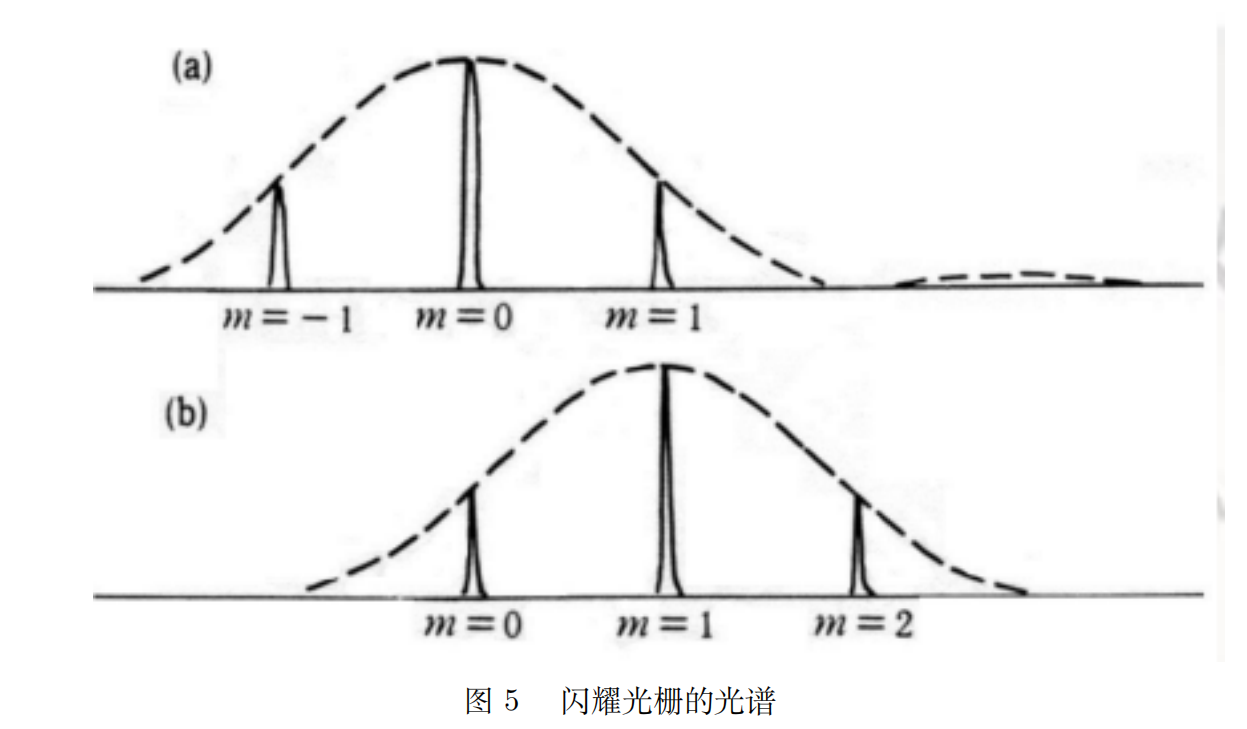 (a)
m = − 1 m = 0 m = 1
(b)
m = 0 m = 1 m = 2
图 5 闪耀光栅的光谱